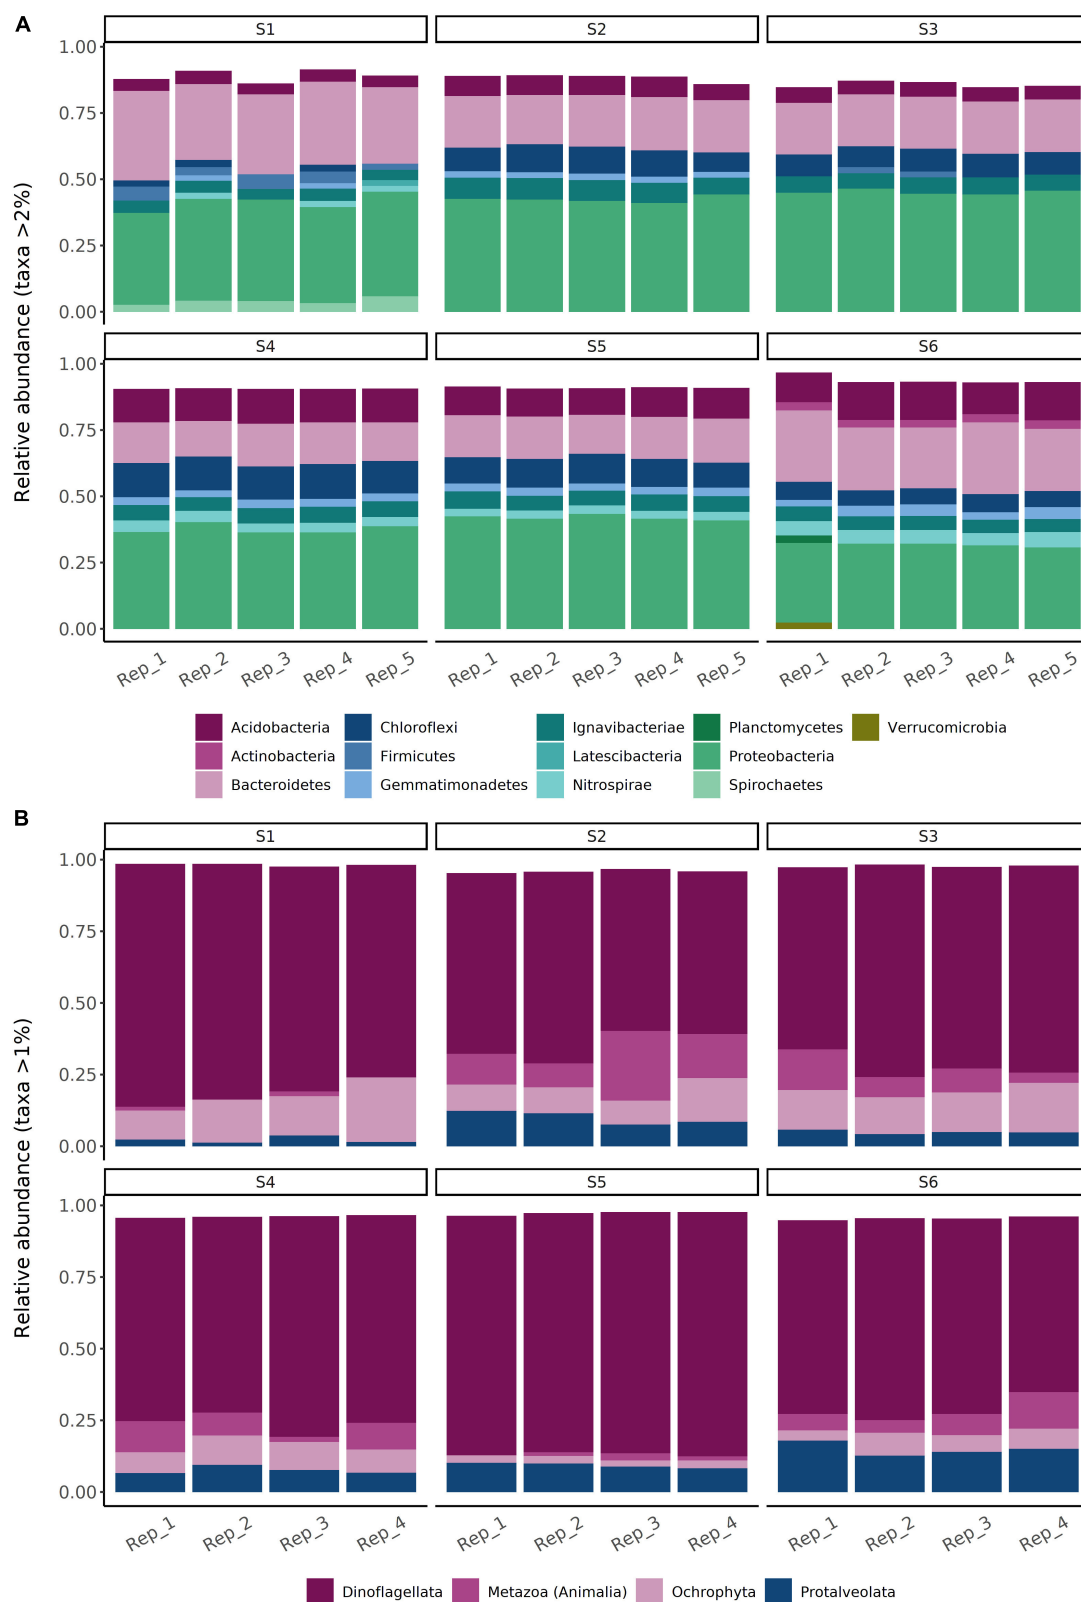 A
S1 S2 S3
1.00
0.75
0.50
0.25
0.00
Relative abundance (taxa >2%)
S4 S5 S6
1.00
0.75
0.50
0.25
0.00
Rep_1 Rep_2 Rep_3 Rep_4 Rep_5 Rep_1 Rep_2 Rep_3 Rep_4 Rep_5 Rep_1 Rep_2 Rep_3 Rep_4 Rep_5
Acidobacteria Chloroflexi Ignavibacteriae Planctomycetes Verrucomicrobia
Actinobacteria Firmicutes Latescibacteria Proteobacteria
Bacteroidetes Gemmatimonadetes Nitrospirae Spirochaetes
B
S1 S2 S3
1.00
0.75
0.50
0.25
0.00
Relative abundance (taxa >1%)
S4 S5 S6
1.00
0.75
0.50
0.25
0.00
Rep_1 Rep_2 Rep_3 Rep_4 Rep_1 Rep_2 Rep_3 Rep_4 Rep_1 Rep_2 Rep_3 Rep_4
Dinoflagellata Metazoa (Animalia) Ochrophyta Protalveolata